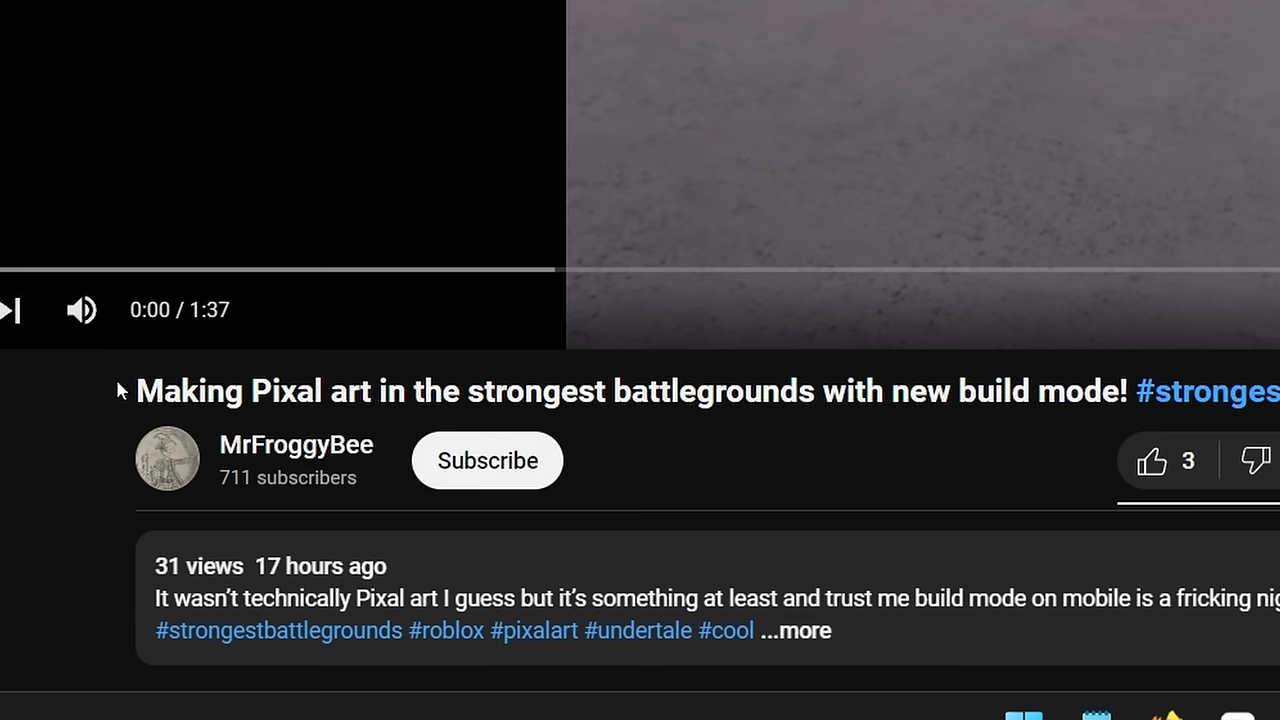 0:00 / 1:37
Making Pixal art in the strongest battlegrounds with new build mode! #stronges
MrFroggyBee
711 subscribers
Subscribe
3
31 views 17 hours ago
It wasn’t technically Pixal art I guess but it’s something at least and trust me build mode on mobile is a fricking
#strongestbattlegrounds #roblox #pixalart #undertale #cool ...more